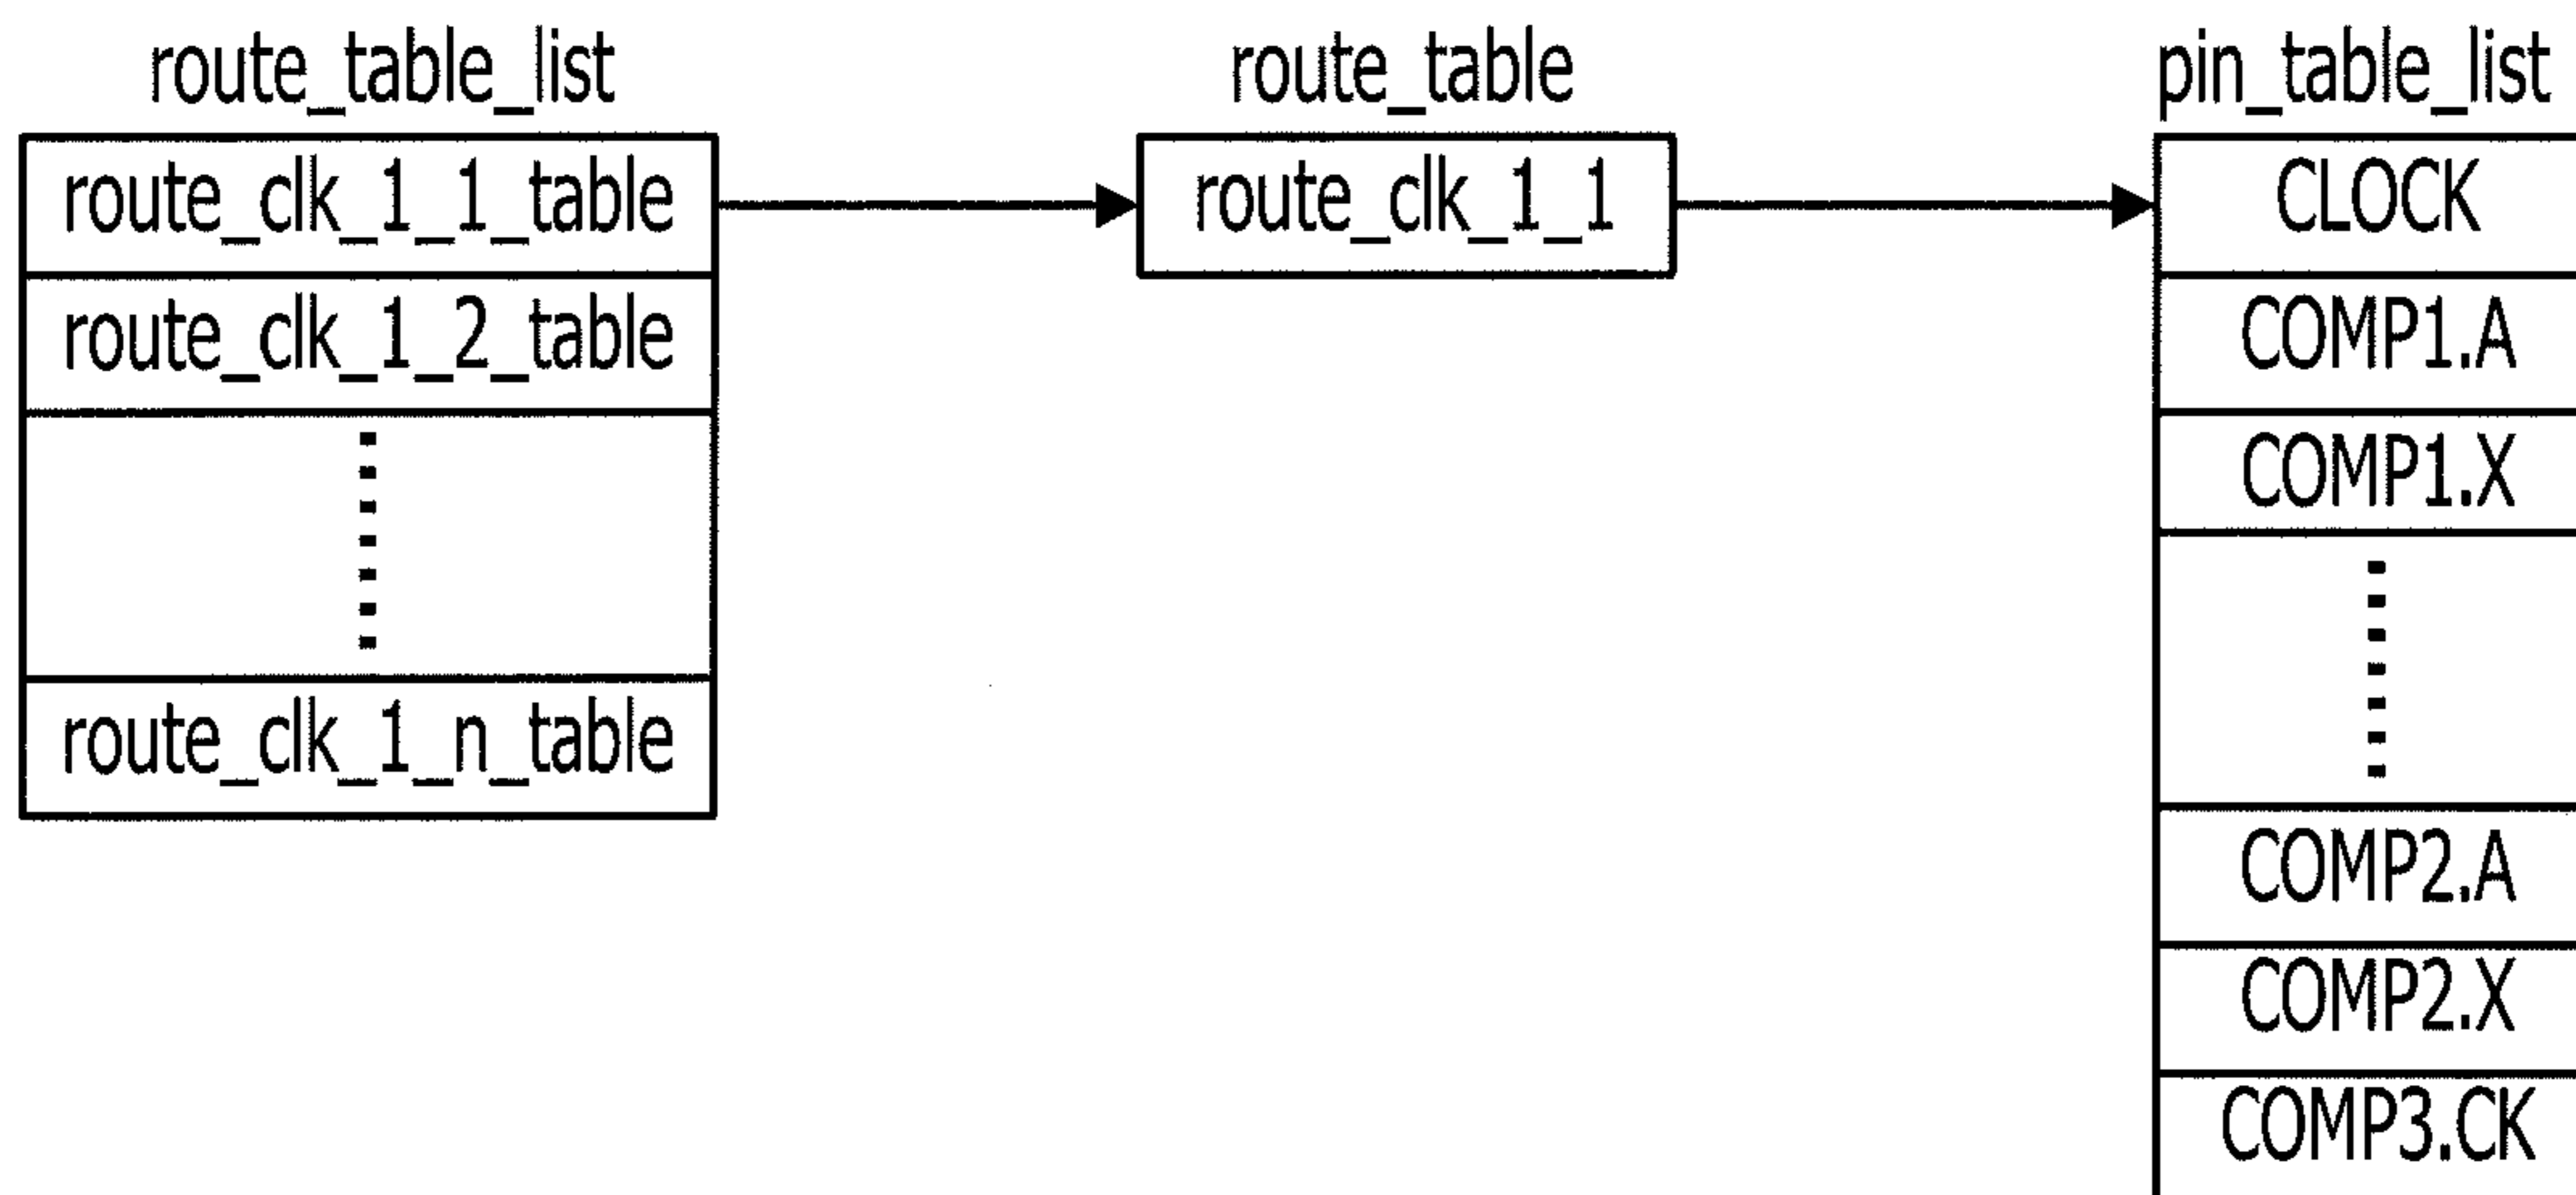 route_table_list
route_clk_1_1_table
route_clk_1_2_table
route_clk_1_n_table
route_table
route_clk_1_1
pin_table_list
CLOCK
COMP1.A
COMP1.X
COMP2.A
COMP2.X
COMP3.CK